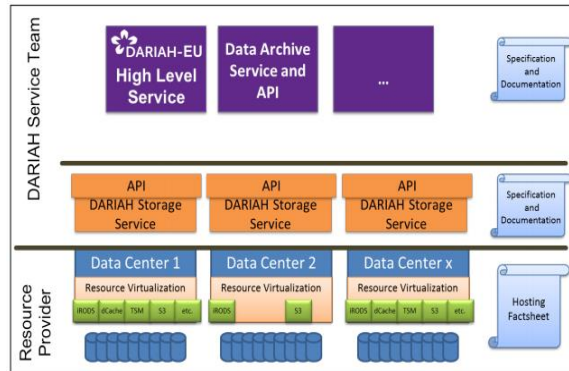 DARIAH Service Team
DARIAH-EU
High Level
Service
Data Archive
Service and
API
...
Specification
and
Documentation
API
DARIAH Storage
Service
API
DARIAH Storage
Service
API
DARIAH Storage
Service
Specification
and
Documentation
Resource
Provider
Data Center 1
Resource Virtualization
iRODS dCache TSM S3 etc.
Data Center 2
Resource Virtualization
iRODS S3
Data Center x
Resource Virtualization
iRODS dCache TSM S3 etc.
Hosting
Factsheet